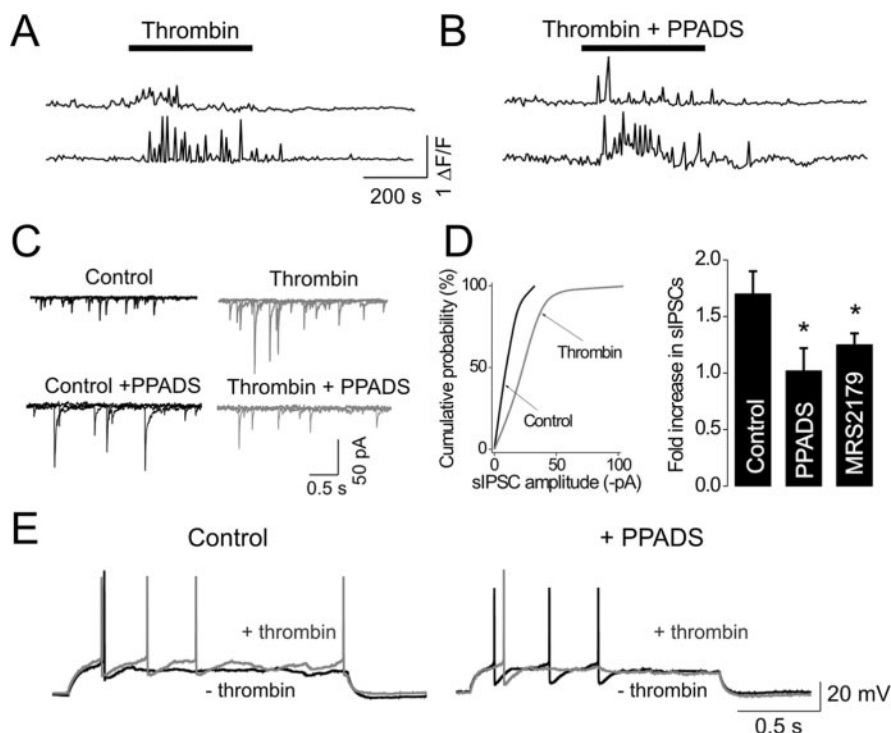 A
Thrombin
200 s
1 ΔF/F
B
Thrombin + PPADS
C
Control
Thrombin
Control +PPADS
Thrombin + PPADS
0.5 s
50 pA
D
Cumulative probability (%)
100
50
0
Thrombin
Control
0
50
100
sIPSC amplitude (-pA)
Fold increase in sIPSCs
2.0
1.5
1.0
0.5
0.0
*
*
Control
PPADS
MRS2179
E
Control
+ thrombin
- thrombin
+ PPADS
+ thrombin
- thrombin
20 mV
0.5 s